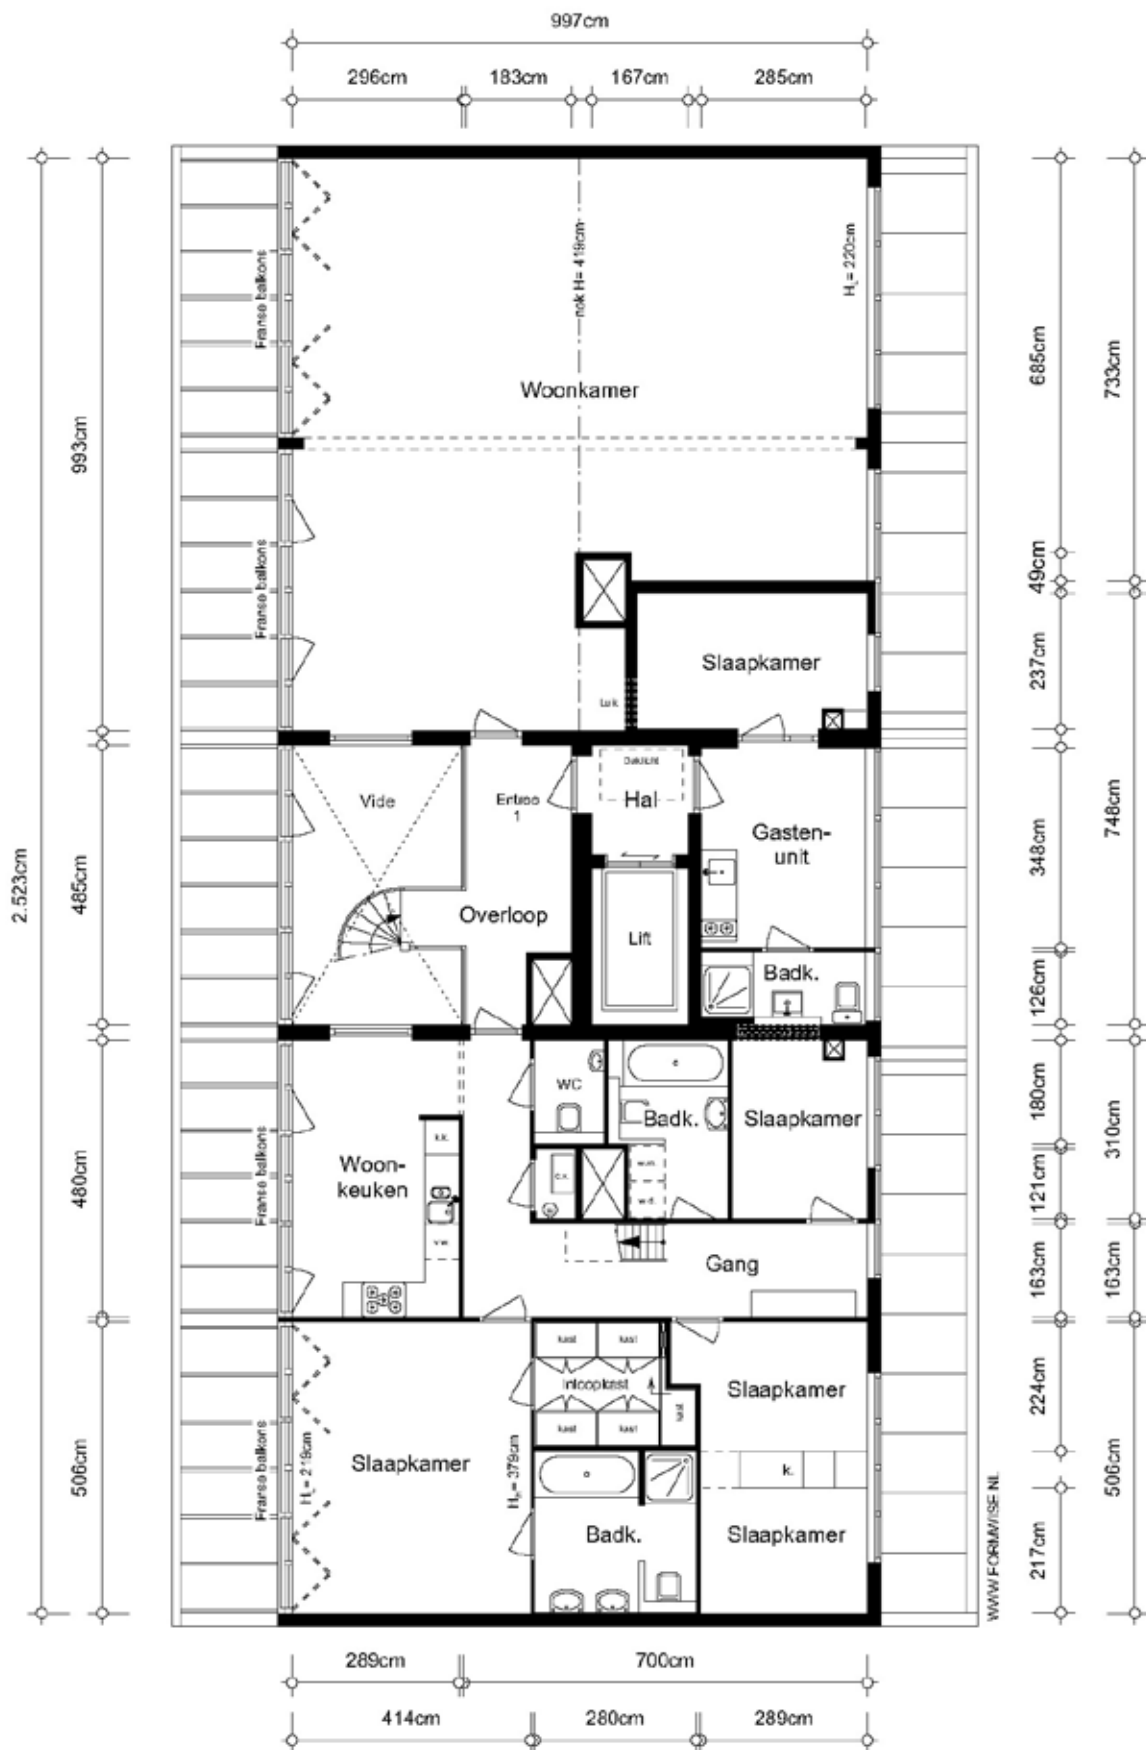 997cm
296cm
183cm
167cm
285cm
Franse balkons
nok H= 419cm
H = 220cm
685cm
733cm
Woonkamer
993cm
Franse balkons
49cm
Slaapkamer
237cm
Luik
Daklicht
Vide
Entree
1
Hal
Gasten-
unit
748cm
348cm
2.523cm
485cm
Overloop
Lift
Badk.
126cm
WC
Badk.
Slaapkamer
180cm
310cm
Franse balkons
k.k.
Woon-
keuken
c.v.
w.m.
w.d.
480cm
121cm
v.w.
Gang
163cm
163cm
kast
kast
Inloopkast
Slaapkamer
224cm
kast
kast
kast
Franse balkons
H = 219cm
Slaapkamer
H = 379cm
k.
506cm
506cm
Badk.
Slaapkamer
217cm
WWW.FORMWISE.NL
289cm
700cm
414cm
280cm
289cm